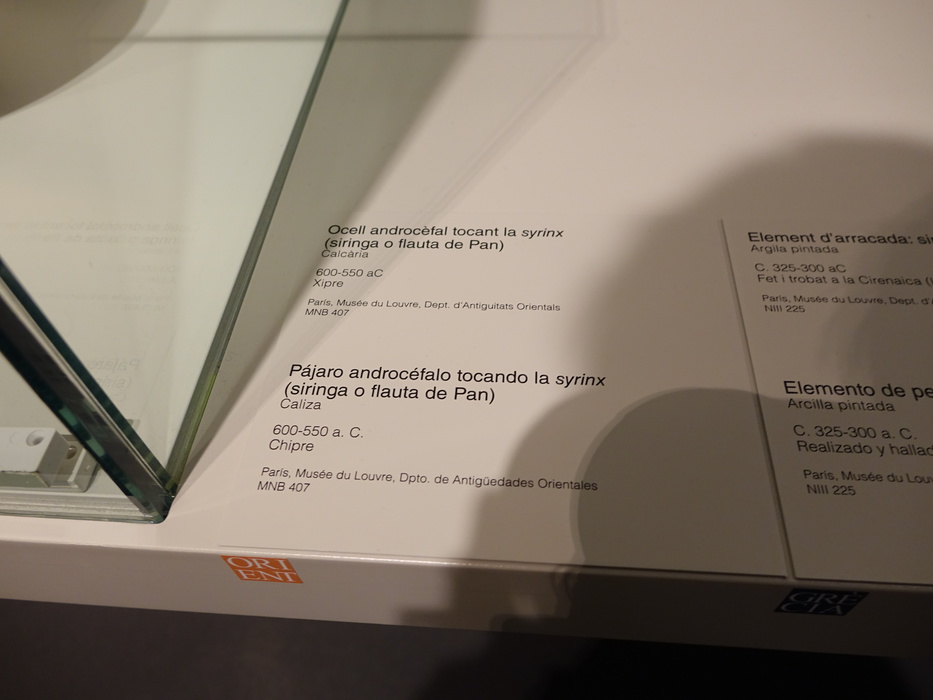 Ocell androcèfal tocant la syrinx
(siringa o flauta de Pan)
Calcària
600-550 aC
Xipre
París, Musée du Louvre, Dept. d'Antiguitats Orientals
MNB 407
Pájaro androcéfalo tocando la syrinx
(siringa o flauta de Pan)
Caliza
600-550 a. C.
Chipre
París, Musée du Louvre, Dpto. de Antigüedades Orientales
MNB 407
ORI
ENT
Element d'arracada:
Argila pintada
C. 325-300 aC
Fet i trobat a la Cirenaica
París, Musée du Louvre, Dept.
NIII 225
Elemento de
Arcilla pintada
C. 325-300 a. C.
Realizado y
París, Musée du
NIII 225
GRÈ
CIA